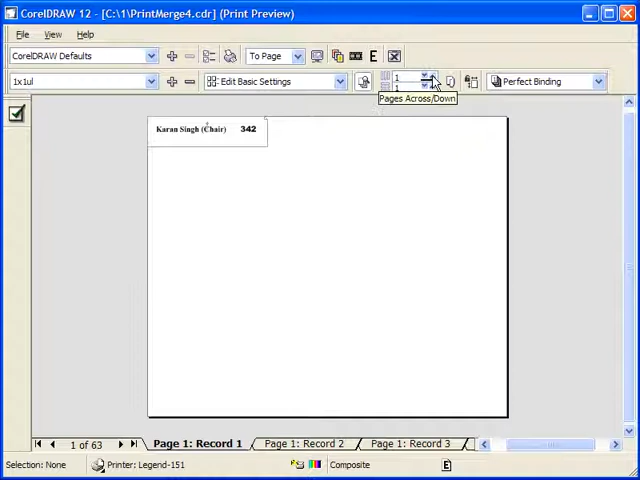 CorelDRAW 12 - [C:\1\PrintMerge4.cdr] (Print Preview)
File View Help
CorelDRAW Defaults To Page E
1x1ul Edit Basic Settings 1 Perfect Binding
1
Pages Across/Down
Karan Singh (Chair) 342
1 of 63 Page 1: Record 1 Page 1: Record 2 Page 1: Record 3
Selection: None Printer: Legend-151 Composite E